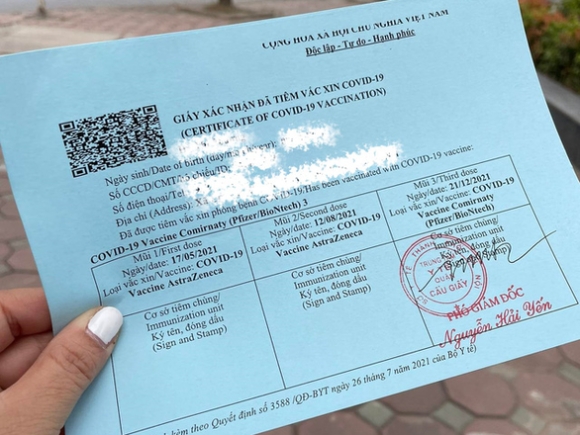 CỘNG HÒA XÃ HỘI CHỦ NGHĨA VIỆT NAM
Độc lập - Tự do - Hạnh phúc
GIẤY XÁC NHẬN ĐÃ TIÊM VẮC XIN COVID-19
(CERTIFICATE OF COVID-19 VACCINATION)
Ngày sinh/Date of birth (day/
Số CCCD/CMT/
Số điện thoại/Tel
Địa chỉ (Address):
Đã được tiêm vắc xin phòng bệnh COVID-19/Has been vaccinated with COVID-19 vaccine:
COVID-19 Vaccine Comirnaty (Pfizer/BioNtech) 3
Mũi 1/First dose
Ngày/date: 17/05/2021
Loại vắc xin/Vaccine: COVID-19
Vaccine AstraZeneca
Cơ sở tiêm chủng/
Immunization unit
Ký tên, đóng dấu
(Sign and Stamp)
Mũi 2/Second dose
Ngày/date: 12/08/2021
Loại vắc xin/Vaccine: COVID-19
Vaccine AstraZeneca
Cơ sở tiêm chủng/
Immunization unit
Ký tên, đóng dấu
(Sign and Stamp)
Mũi 3/Third dose
Ngày/date: 21/12/2021
Loại vắc xin/Vaccine: COVID-19
Vaccine Comirnaty
(Pfizer/BioNtech)
Cơ sở tiêm chủng/
Immunization unit
Ký tên, đóng dấu
(Sign and Stamp)
TRUNG TÂM
Y TẾ
QUẬN
CẦU GIẤY
PHÓ GIÁM ĐỐC
Nguyễn Hải Yến
kèm theo Quyết định số 3588 /QĐ-BYT ngày 26 tháng 7 năm 2021 của Bộ Y tế)